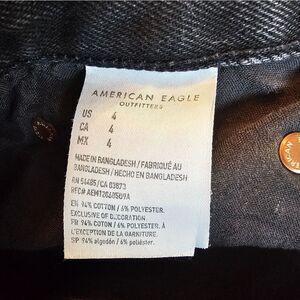 AMERICAN EAGLE
OUTFITTERS
US 4
CA 4
MX 4
MADE IN BANGLADESH / FABRIQUÉ AU
BANGLADESH / HECHO EN BANGLADESH
RN 54485/CA 03873
EN 94% COTTON / 6% POLYESTER.
EXCLUSIVE OF DECORATION
FR 94% COTON / 6% POLYESTER. À
L'EXCEPTION DE LA GARNITURE.
SP 94% algodón / 6% poliéster.
AMERICAN